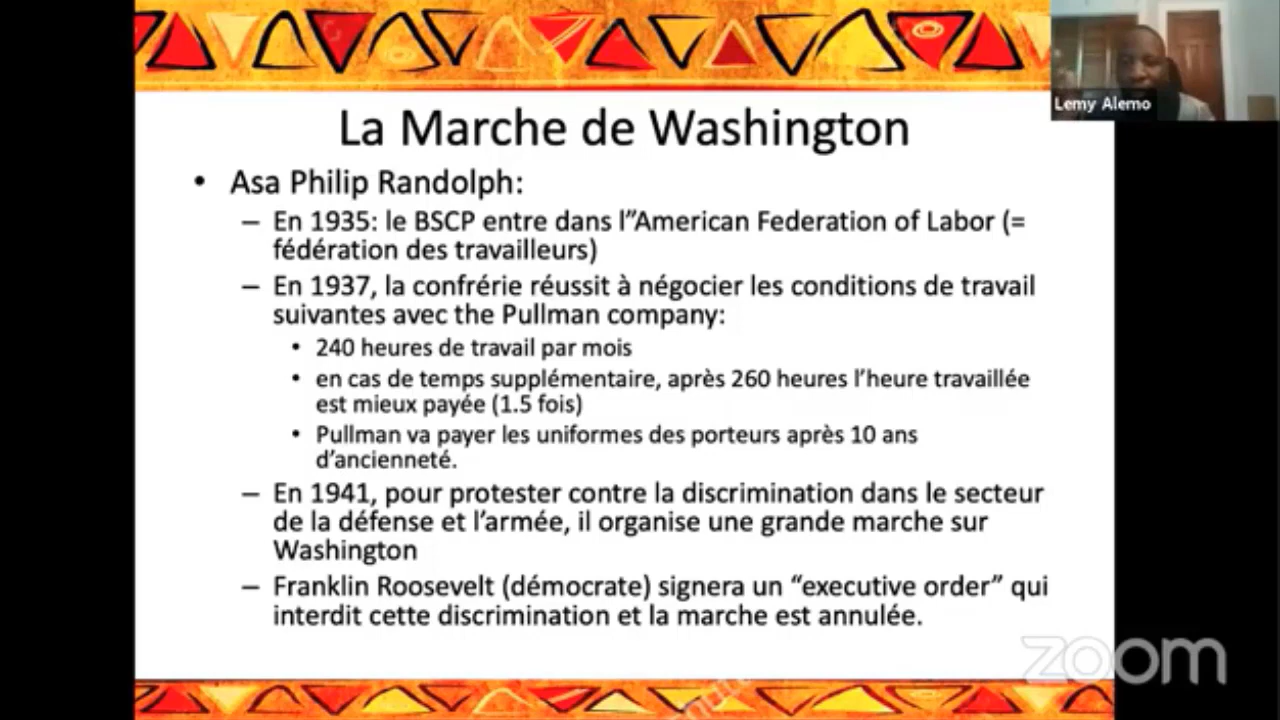 Lemy Alemo
La Marche de Washington
• Asa Philip Randolph:
– En 1935: le BSCP entre dans l’’American Federation of Labor (=
fédération des travailleurs)
– En 1937, la confrérie réussit à négocier les conditions de travail
suivantes avec the Pullman company:
• 240 heures de travail par mois
• en cas de temps supplémentaire, après 260 heures l’heure travaillée
est mieux payée (1.5 fois)
• Pullman va payer les uniformes des porteurs après 10 ans
d’ancienneté.
– En 1941, pour protester contre la discrimination dans le secteur
de la défense et l’armée, il organise une grande marche sur
Washington
– Franklin Roosevelt (démocrate) signera un “executive order” qui
interdit cette discrimination et la marche est annulée.
zoom